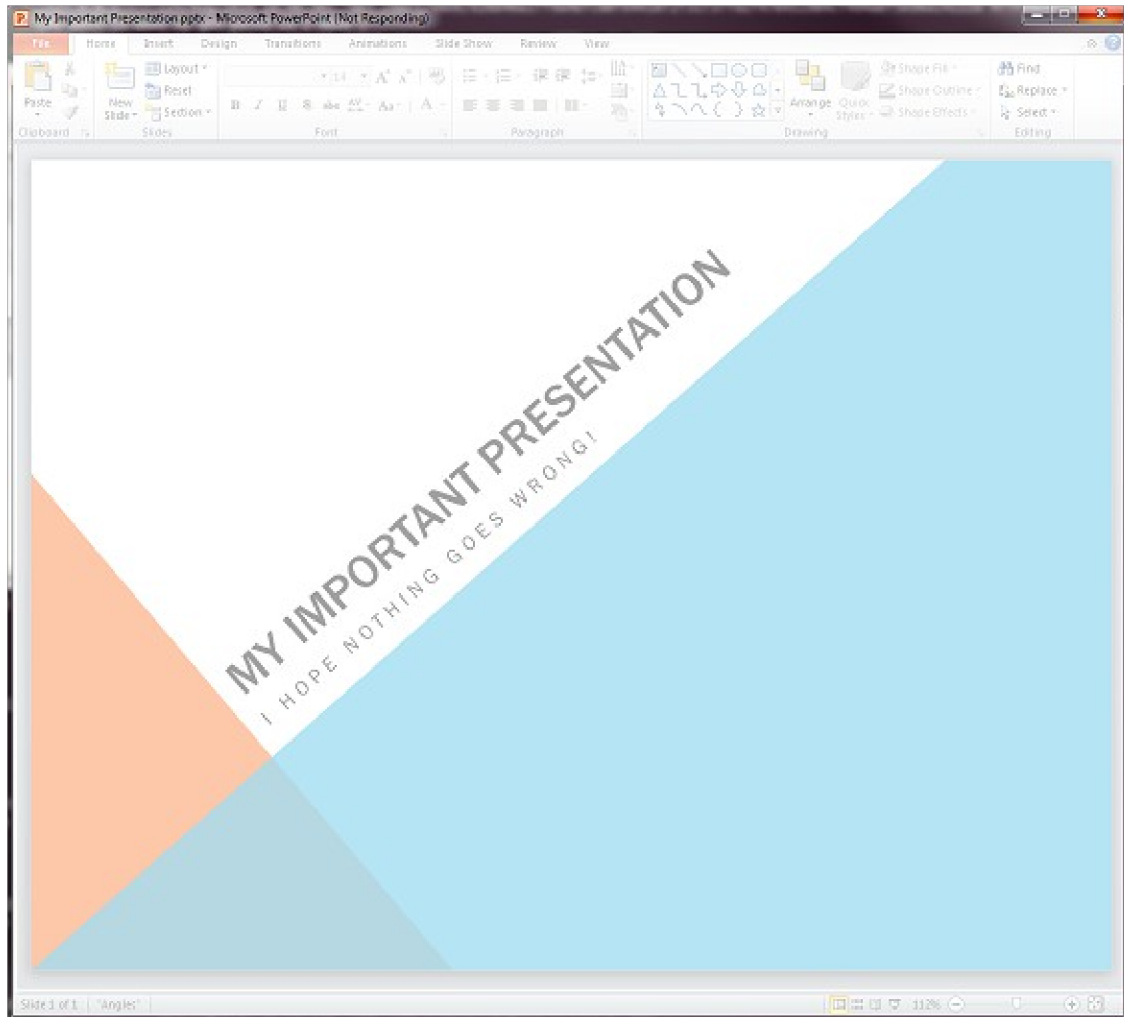 My Important Presentation.pptx - Microsoft PowerPoint (Not Responding)
File Home Insert Design Transitions Animations Slide Show Review View
Layout
Reset
Section
Paste
New Slide
Arrange
Quick Styles
Shape Fill
Shape Outline
Shape Effects
Find
Replace
Select
Clipboard Slides Font Paragraph Drawing Editing
MY IMPORTANT PRESENTATION
I HOPE NOTHING GOES WRONG!
Slide 1 of 1 "Angles" 112%